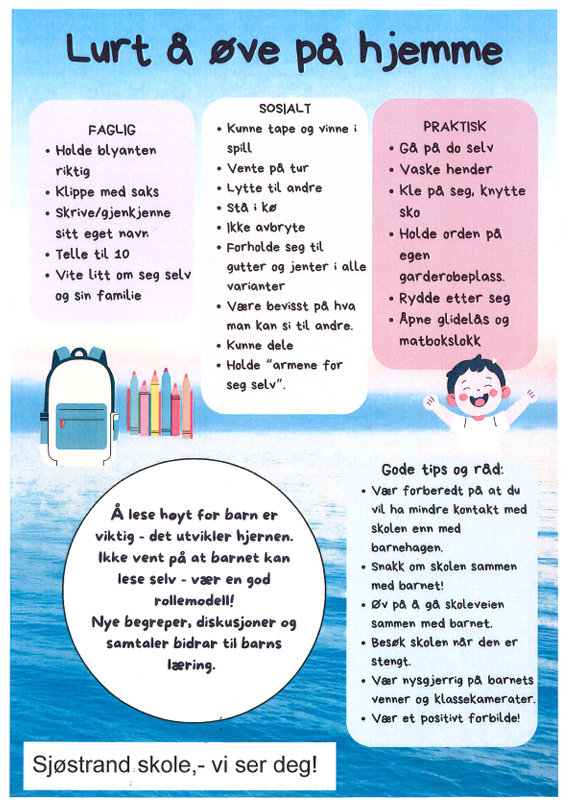 Lurt å øve på hjemme
FAGLIG
• Holde blyanten
riktig
• Klippe med saks
• Skrive/gjenkjenne
sitt eget navn
• Telle til 10
• Vite litt om seg selv
og sin familie
SOSIALT
• Kunne tape og vinne i
spill
• Vente på tur
• Lytte til andre
• Stå i kø
• Ikke avbryte
• Forholde seg til
gutter og jenter i alle
varianter
• Være bevisst på hva
man kan si til andre.
• Kunne dele
• Holde “armene for
seg selv”.
PRAKTISK
• Gå på do selv
• Vaske hender
• Kle på seg, knytte
sko
• Holde orden på
egen
garderobeplass.
• Rydde etter seg
• Åpne glidelås og
matbokslokk
Å lese høyt for barn er
viktig - det utvikler hjernen.
Ikke vent på at barnet kan
lese selv - vær en god
rollemodell!
Nye begreper, diskusjoner og
samtaler bidrar til barns
læring.
Gode tips og råd:
• Vær forberedt på at du
vil ha mindre kontakt med
skolen enn med
barnehagen.
• Snakk om skolen sammen
med barnet!
• Øv på å gå skoleveien
sammen med barnet.
• Besøk skolen når den er
stengt.
• Vær nysgjerrig på barnets
venner og klassekamerater.
• Vær et positivt forbilde!
Sjøstrand skole,- vi ser deg!